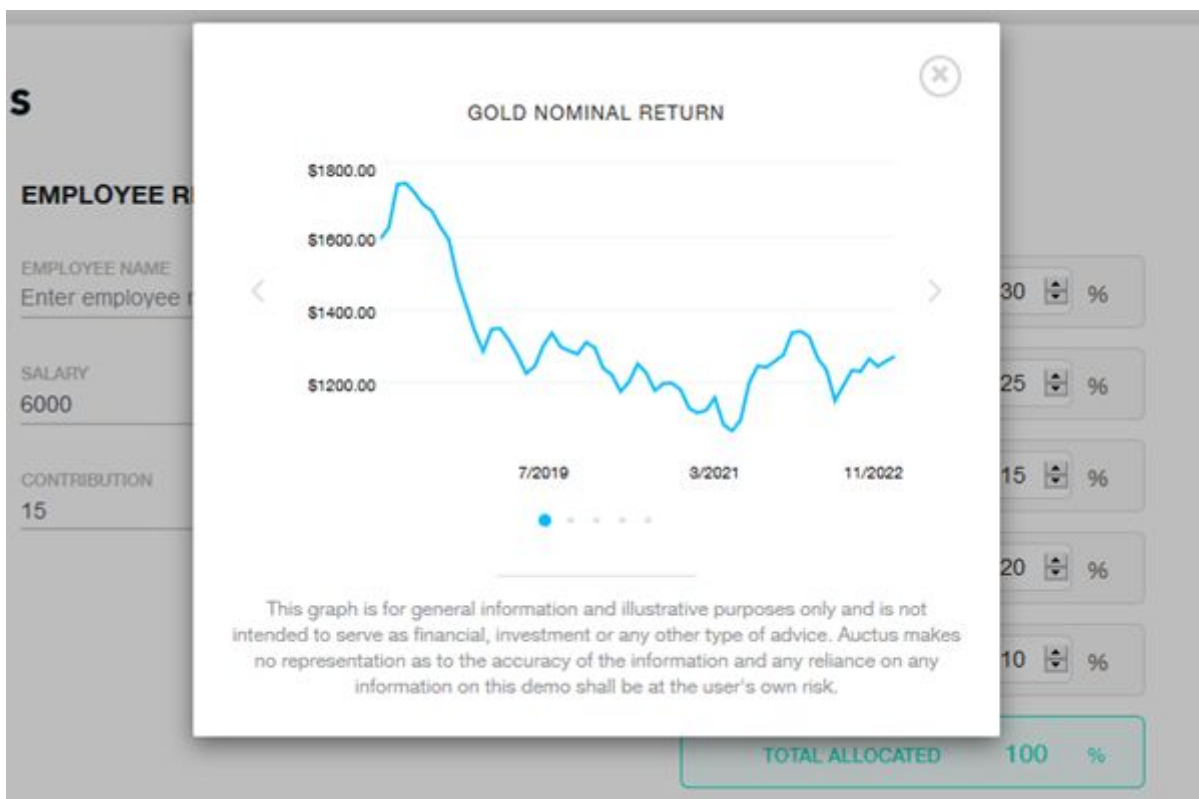 s
EMPLOYEE R
EMPLOYEE NAME
Enter employee
SALARY
6000
CONTRIBUTION
15
GOLD NOMINAL RETURN
$1800.00
$1600.00
$1400.00
$1200.00
7/2019 3/2021 11/2022
This graph is for general information and illustrative purposes only and is not
intended to serve as financial, investment or any other type of advice. Auctus makes
no representation as to the accuracy of the information and any reliance on any
information on this demo shall be at the user's own risk.
30 %
25 %
15 %
20 %
10 %
TOTAL ALLOCATED 100 %